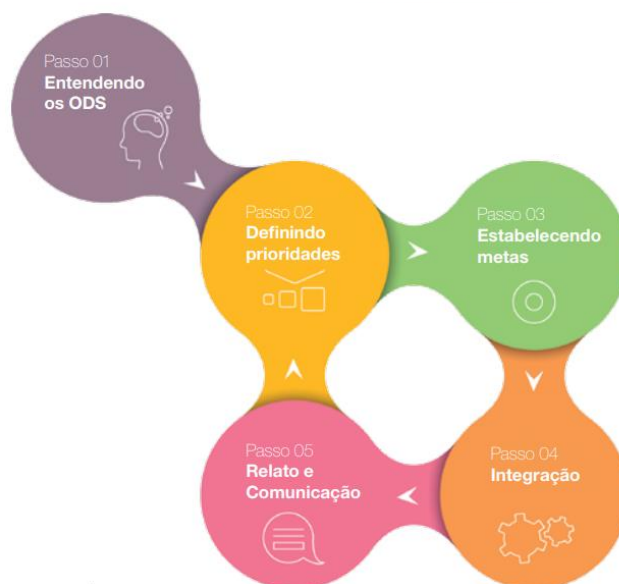 Passo 01
Entendendo
os ODS
Passo 02
Definindo
prioridades
Passo 03
Estabelecendo
metas
Passo 04
Integração
Passo 05
Relato e
Comunicação